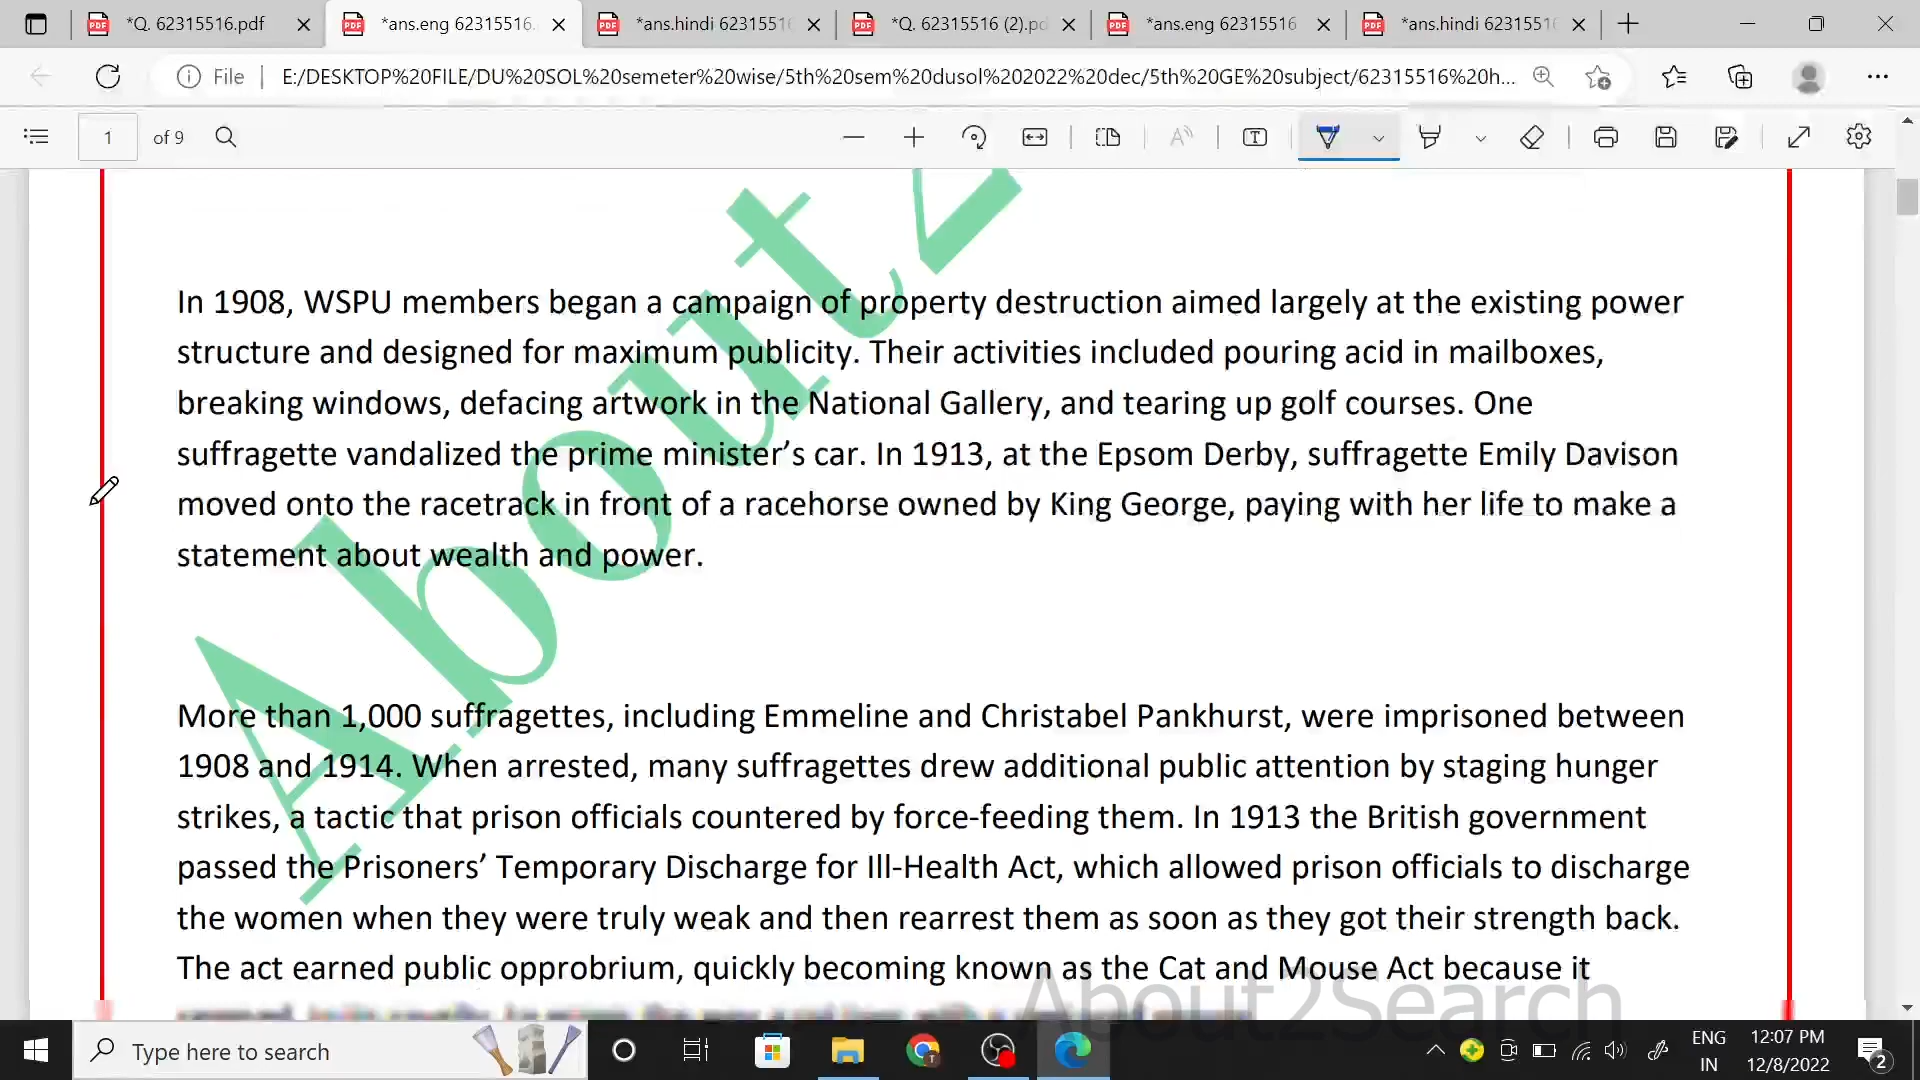 *Q. 62315516.pdf
*ans.eng 62315516.
*ans.hindi 6231551
*Q. 62315516 (2).pd
*ans.eng 62315516
*ans.hindi 6231551
File
E:/DESKTOP%20FILE/DU%20SOL%20semeter%20wise/5th%20sem%20dusol%202022%20dec/5th%20GE%20subject/62315516%20h...
1 of 9
In 1908, WSPU members began a campaign of property destruction aimed largely at the existing power
structure and designed for maximum publicity. Their activities included pouring acid in mailboxes,
breaking windows, defacing artwork in the National Gallery, and tearing up golf courses. One
suffragette vandalized the prime minister’s car. In 1913, at the Epsom Derby, suffragette Emily Davison
moved onto the racetrack in front of a racehorse owned by King George, paying with her life to make a
statement about wealth and power.
About2
More than 1,000 suffragettes, including Emmeline and Christabel Pankhurst, were imprisoned between
1908 and 1914. When arrested, many suffragettes drew additional public attention by staging hunger
strikes, a tactic that prison officials countered by force-feeding them. In 1913 the British government
passed the Prisoners’ Temporary Discharge for Ill-Health Act, which allowed prison officials to discharge
the women when they were truly weak and then rearrest them as soon as they got their strength back.
The act earned public opprobrium, quickly becoming known as the Cat and Mouse Act because it
About2Search
Type here to search
T
ENG
IN
12:07 PM
12/8/2022
2